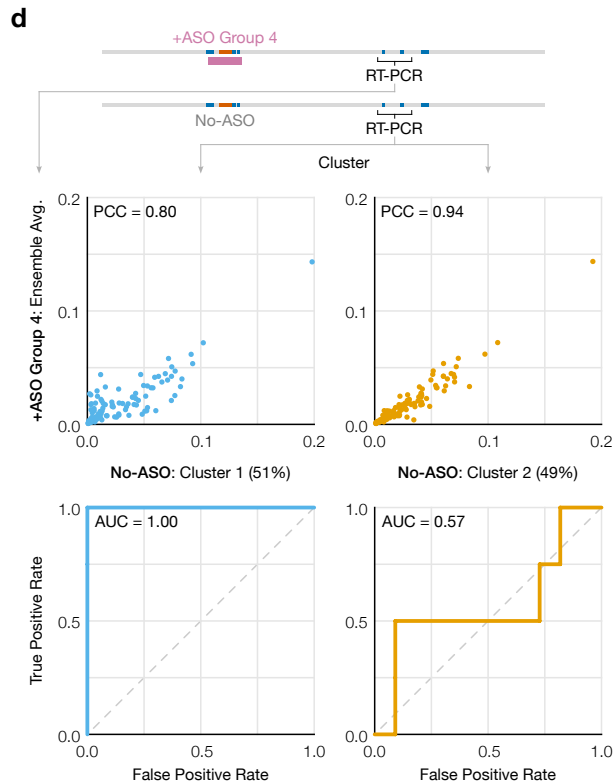 d
+ASO Group 4
RT-PCR
No-ASO
RT-PCR
Cluster
+ASO Group 4: Ensemble Avg.
0.2
0.1
0.0
PCC = 0.80
0.0 0.1 0.2
No-ASO: Cluster 1 (51%)
0.2
0.1
0.0
PCC = 0.94
0.0 0.1 0.2
No-ASO: Cluster 2 (49%)
True Positive Rate
1.0
0.5
0.0
AUC = 1.00
0.0 0.5 1.0
False Positive Rate
1.0
0.5
0.0
AUC = 0.57
0.0 0.5 1.0
False Positive Rate